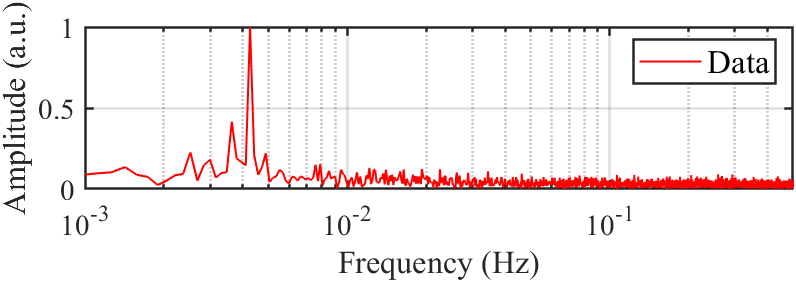 Amplitude (a.u.)
1
0.5
0
Data
10^-3
10^-2
10^-1
Frequency (Hz)